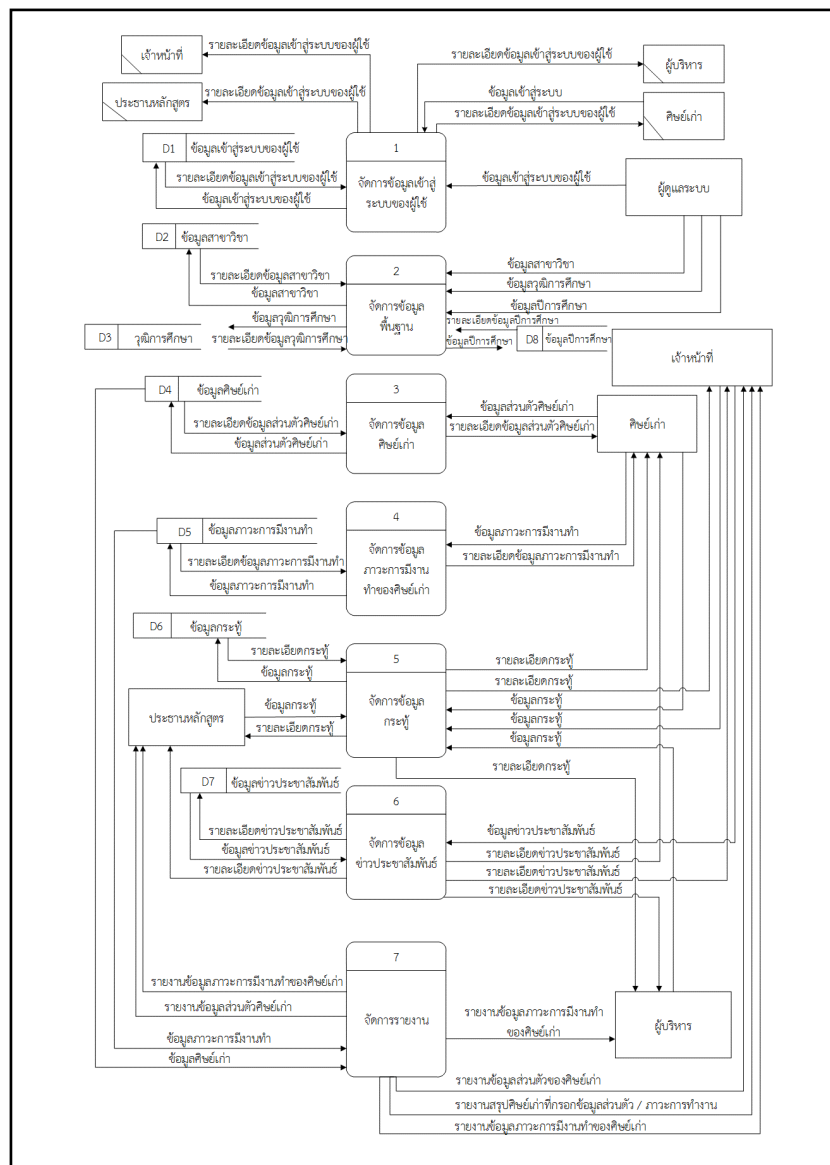 รายละเอียดข้อมูลเข้าสู่ระบบของผู้ใช้
เจ้าหน้าที่
รายละเอียดข้อมูลเข้าสู่ระบบของผู้ใช้
ผู้บริหาร
รายละเอียดข้อมูลเข้าสู่ระบบของผู้ใช้
ประธานหลักสูตร
ข้อมูลเข้าสู่ระบบ
รายละเอียดข้อมูลเข้าสู่ระบบของผู้ใช้
ศิษย์เก่า
D1 ข้อมูลเข้าสู่ระบบของผู้ใช้
รายละเอียดข้อมูลเข้าสู่ระบบของผู้ใช้
ข้อมูลเข้าสู่ระบบของผู้ใช้
1
จัดการข้อมูลเข้าสู่
ระบบของผู้ใช้
ข้อมูลเข้าสู่ระบบของผู้ใช้
ผู้ดูแลระบบ
D2 ข้อมูลสาขาวิชา
รายละเอียดข้อมูลสาขาวิชา
ข้อมูลสาขาวิชา
2
จัดการข้อมูล
พื้นฐาน
ข้อมูลสาขาวิชา
ข้อมูลวุฒิการศึกษา
ข้อมูลปีการศึกษา
ข้อมูลวุฒิการศึกษา
D3 วุฒิการศึกษา
รายละเอียดข้อมูลวุฒิการศึกษา
รายละเอียดข้อมูลปีการศึกษา
ข้อมูลปีการศึกษา
D8 ข้อมูลปีการศึกษา
เจ้าหน้าที่
D4 ข้อมูลศิษย์เก่า
รายละเอียดข้อมูลส่วนตัวศิษย์เก่า
ข้อมูลส่วนตัวศิษย์เก่า
3
จัดการข้อมูล
ศิษย์เก่า
ข้อมูลส่วนตัวศิษย์เก่า
รายละเอียดข้อมูลส่วนตัวศิษย์เก่า
ศิษย์เก่า
D5 ข้อมูลภาวะการมีงานทำ
รายละเอียดข้อมูลภาวะการมีงานทำ
ข้อมูลภาวะการมีงานทำ
4
จัดการข้อมูล
ภาวะการมีงาน
ทำของศิษย์เก่า
ข้อมูลภาวะการมีงานทำ
รายละเอียดข้อมูลภาวะการมีงานทำ
D6 ข้อมูลกระทู้
รายละเอียดกระทู้
ข้อมูลกระทู้
5
จัดการข้อมูล
กระทู้
รายละเอียดกระทู้
รายละเอียดกระทู้
ข้อมูลกระทู้
ข้อมูลกระทู้
ข้อมูลกระทู้
ประธานหลักสูตร
ข้อมูลกระทู้
รายละเอียดกระทู้
รายละเอียดกระทู้
D7 ข้อมูลข่าวประชาสัมพันธ์
รายละเอียดข่าวประชาสัมพันธ์
ข้อมูลข่าวประชาสัมพันธ์
รายละเอียดข่าวประชาสัมพันธ์
6
จัดการข้อมูล
ข่าวประชาสัมพันธ์
ข้อมูลข่าวประชาสัมพันธ์
รายละเอียดข่าวประชาสัมพันธ์
รายละเอียดข่าวประชาสัมพันธ์
รายละเอียดข่าวประชาสัมพันธ์
7
จัดการรายงาน
รายงานข้อมูลภาวะการมีงานทำของศิษย์เก่า
รายงานข้อมูลส่วนตัวศิษย์เก่า
ข้อมูลภาวะการมีงานทำ
ข้อมูลศิษย์เก่า
รายงานข้อมูลภาวะการมีงานทำ
ของศิษย์เก่า
ผู้บริหาร
รายงานข้อมูลส่วนตัวของศิษย์เก่า
รายงานสรุปศิษย์เก่าที่กรอกข้อมูลส่วนตัว / ภาวะการทำงาน
รายงานข้อมูลภาวะการมีงานทำของศิษย์เก่า